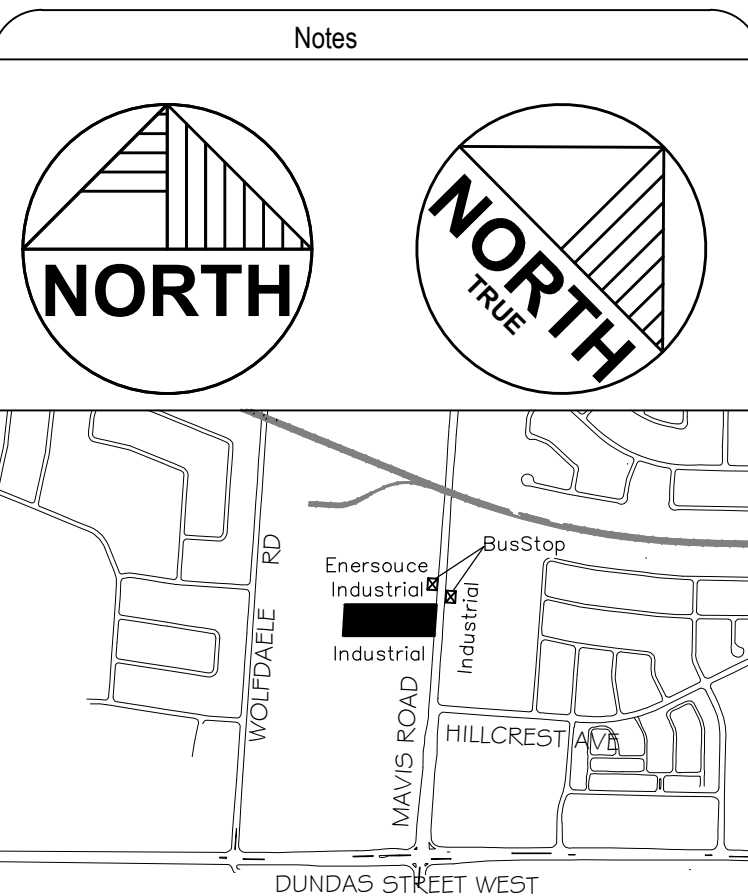 Notes
NORTH
NORTH
TRUE
BusStop
Enersouce
Industrial
Industrial
Industrial
WOLFDAELE RD
MAVIS ROAD
HILLCREST AVE
DUNDAS STREET WEST